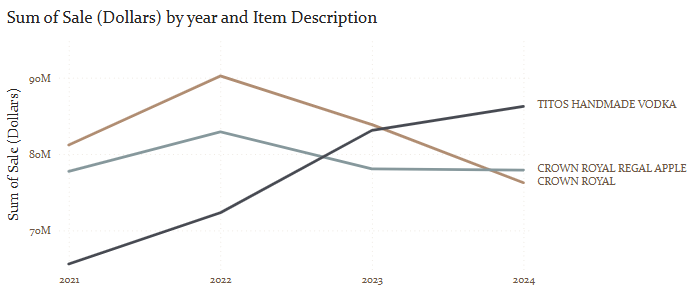 Sum of Sale (Dollars) by year and Item Description
Sum of Sale (Dollars)
90M
80M
70M
TITOS HANDMADE VODKA
CROWN ROYAL REGAL APPLE
CROWN ROYAL
2021
2022
2023
2024